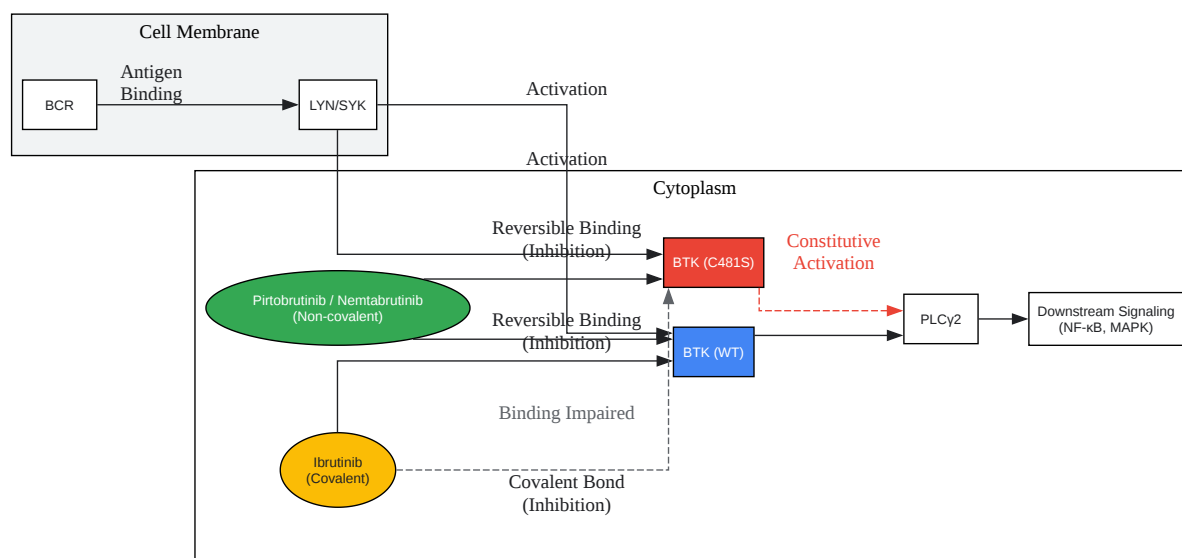 Cell Membrane
Antigen
Binding
BCR
LYN/SYK
Activation
Activation
Cytoplasm
Reversible Binding
(Inhibition)
BTK (C481S)
Constitutive
Activation
Pirtobrutinib / Nemtabrutinib
(Non-covalent)
Reversible Binding
(Inhibition)
BTK (WT)
PLCγ2
Downstream Signaling
(NF-κB, MAPK)
Binding Impaired
Ibrutinib
(Covalent)
Covalent Bond
(Inhibition)